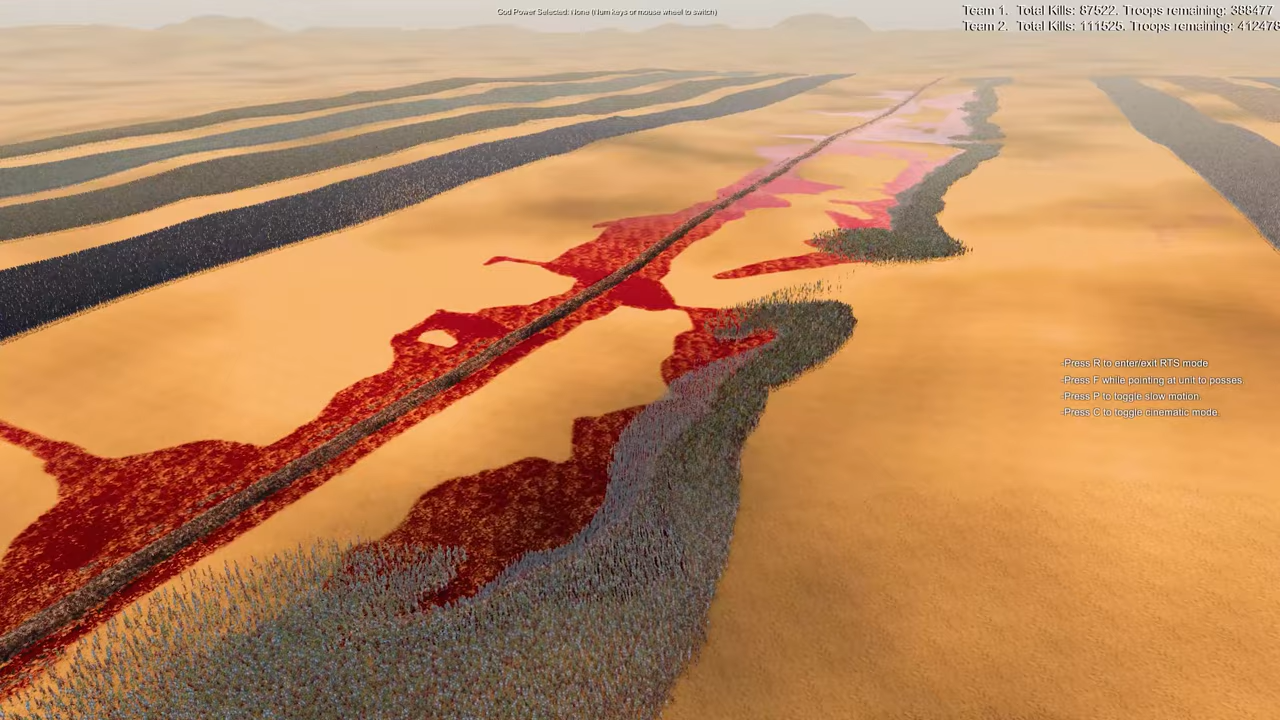 God Power Selected: None (Num keys or mouse wheel to switch)
Team 1. Total Kills: 87522. Troops remaining: 388477
Team 2. Total Kills: 111525. Troops remaining: 412478
-Press R to enter/exit RTS mode
-Press F while pointing at unit to posses.
-Press P to toggle slow motion.
-Press C to toggle cinematic mode.